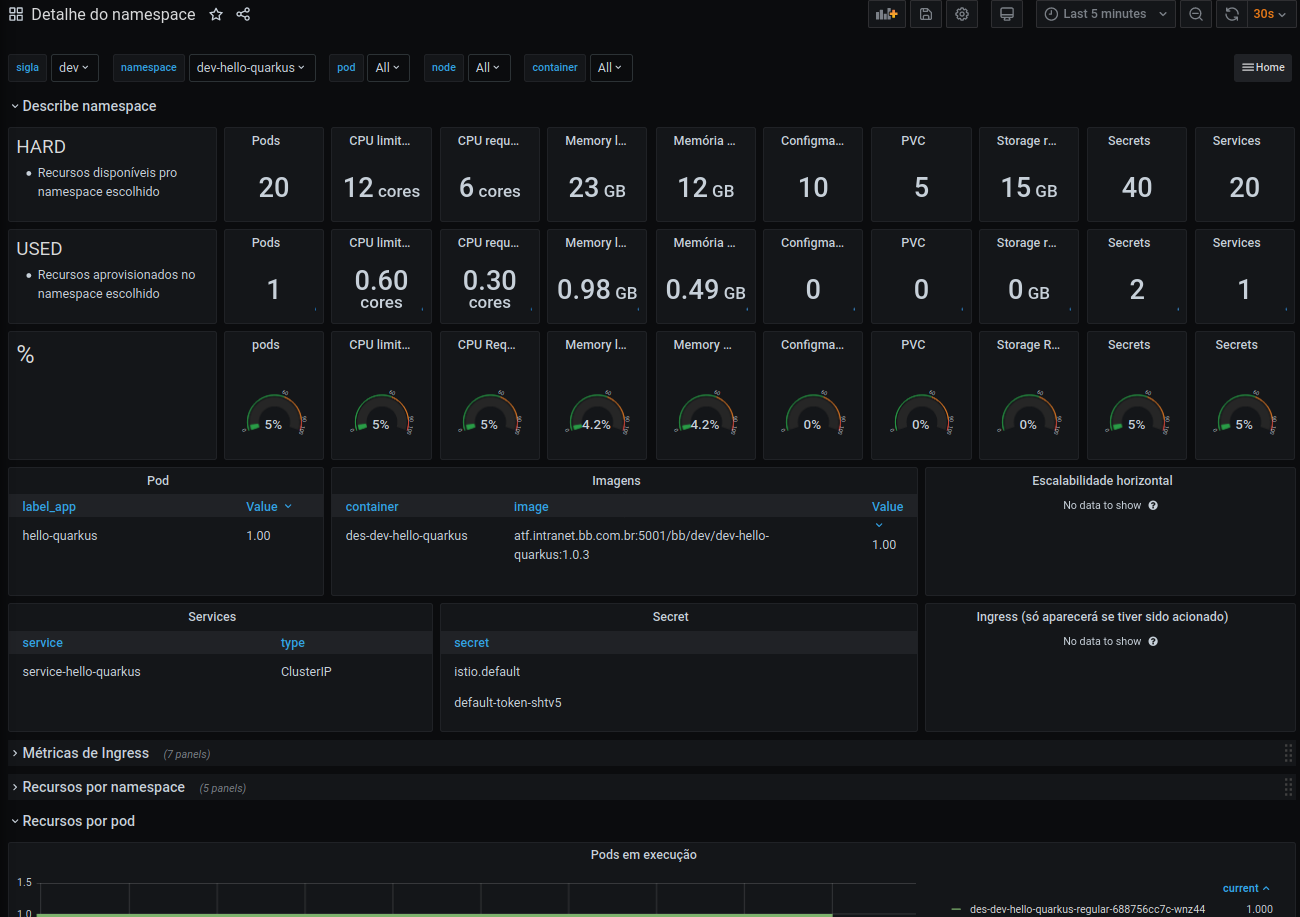 Detalhe do namespace
Last 5 minutes
30s
sigla dev namespace dev-hello-quarkus pod All node All container All
Home
Describe namespace
HARD
Recursos disponíveis pro
namespace escolhido
Pods
20
CPU limit...
12 cores
CPU requ...
6 cores
Memory l...
23 GB
Memória ...
12 GB
Configma...
10
PVC
5
Storage r...
15 GB
Secrets
40
Services
20
USED
Recursos aprovisionados no
namespace escolhido
Pods
1
CPU limit...
0.60
cores
CPU requ...
0.30
cores
Memory l...
0.98 GB
Memória ...
0.49 GB
Configma...
0
PVC
0
Storage r...
0 GB
Secrets
2
Services
1
%
pods
5%
CPU limit...
5%
CPU Req...
5%
Memory l...
4.2%
Memory ...
4.2%
Configma...
0%
PVC
0%
Storage R...
0%
Secrets
5%
Secrets
5%
Pod
label_app Value
hello-quarkus 1.00
Imagens
container image Value
des-dev-hello-quarkus atf.intranet.bb.com.br:5001/bb/dev/dev-hello-
quarkus:1.0.3 1.00
Escalabilidade horizontal
No data to show
Services
service type
service-hello-quarkus ClusterIP
Secret
secret
istio.default
default-token-shtv5
Ingress (só aparecerá se tiver sido acionado)
No data to show
Métricas de Ingress (7 panels)
Recursos por namespace (5 panels)
Recursos por pod
Pods em execução
1.5
1.0
current
des-dev-hello-quarkus-regular-688756cc7c-wnz44 1.000